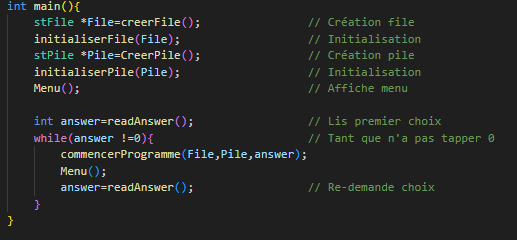 int main(){
    stFile *File=creerFile();                // Création file
    initialiserFile(File);                   // Initialisation
    stPile *Pile=CreerPile();                // Création pile
    initialiserPile(Pile);                   // Initialisation
    Menu();                                  // Affiche menu

    int answer=readAnswer();                 // Lis premier choix
    while(answer !=0){                       // Tant que n'a pas tapper 0
        commencerProgramme(File,Pile,answer);
        Menu();
        answer=readAnswer();                 // Re-demande choix
    }
}